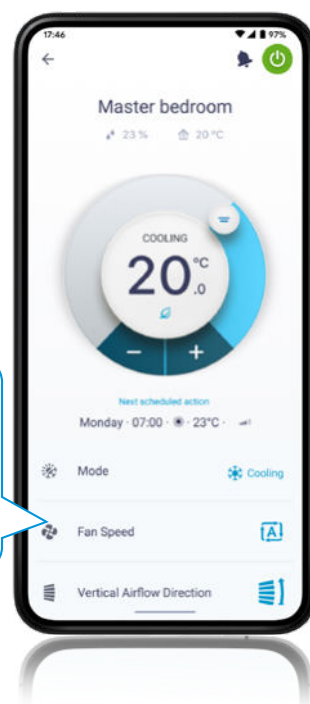 17:46 97%
Master bedroom
23 % 20 °C
COOLING
20.0 °C
− +
Next scheduled action
Monday · 07:00 · 23°C ·
Mode Cooling
Fan Speed A
Vertical Airflow Direction